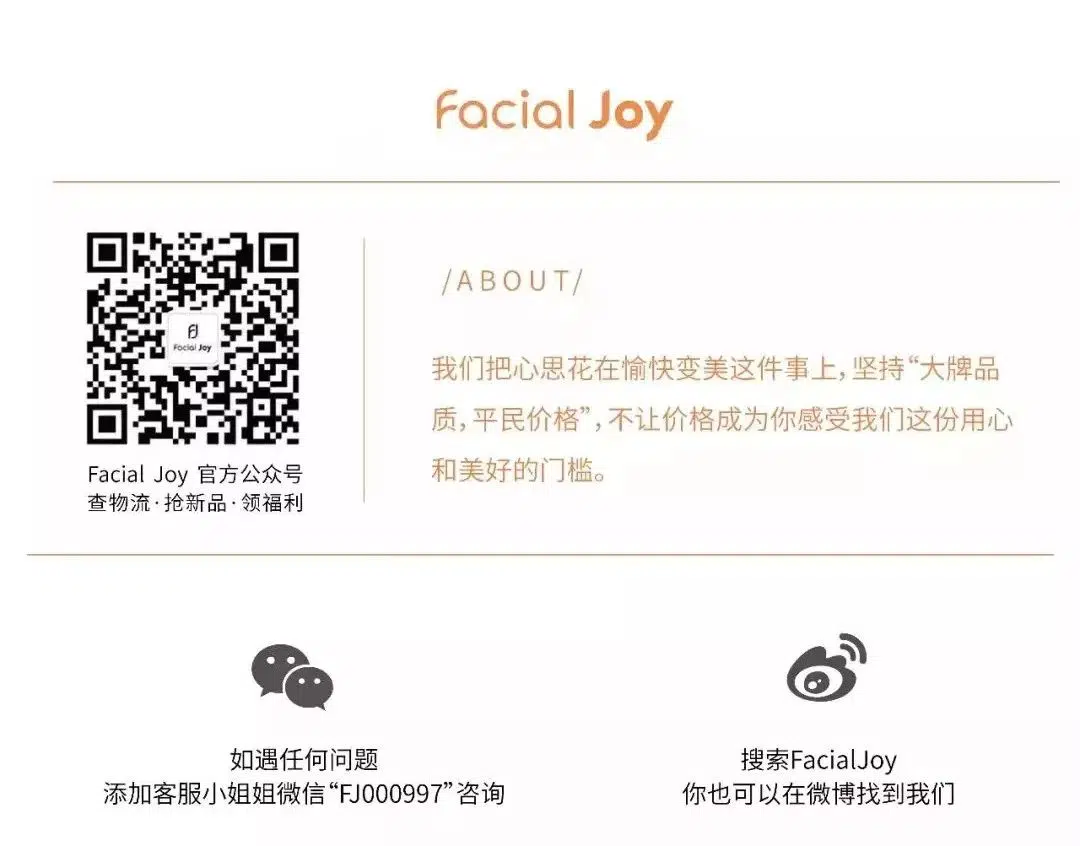 Facial Joy
Facial Joy
Facial Joy 官方公众号
查物流·抢新品·领福利
/ABOUT/
我们把心思花在愉快变美这件事上，坚持“大牌品
质，平民价格”，不让价格成为你感受我们这份用心
和美好的门槛。
如遇任何问题
添加客服小姐姐微信“FJ000997”咨询
搜索FacialJoy
你也可以在微博找到我们